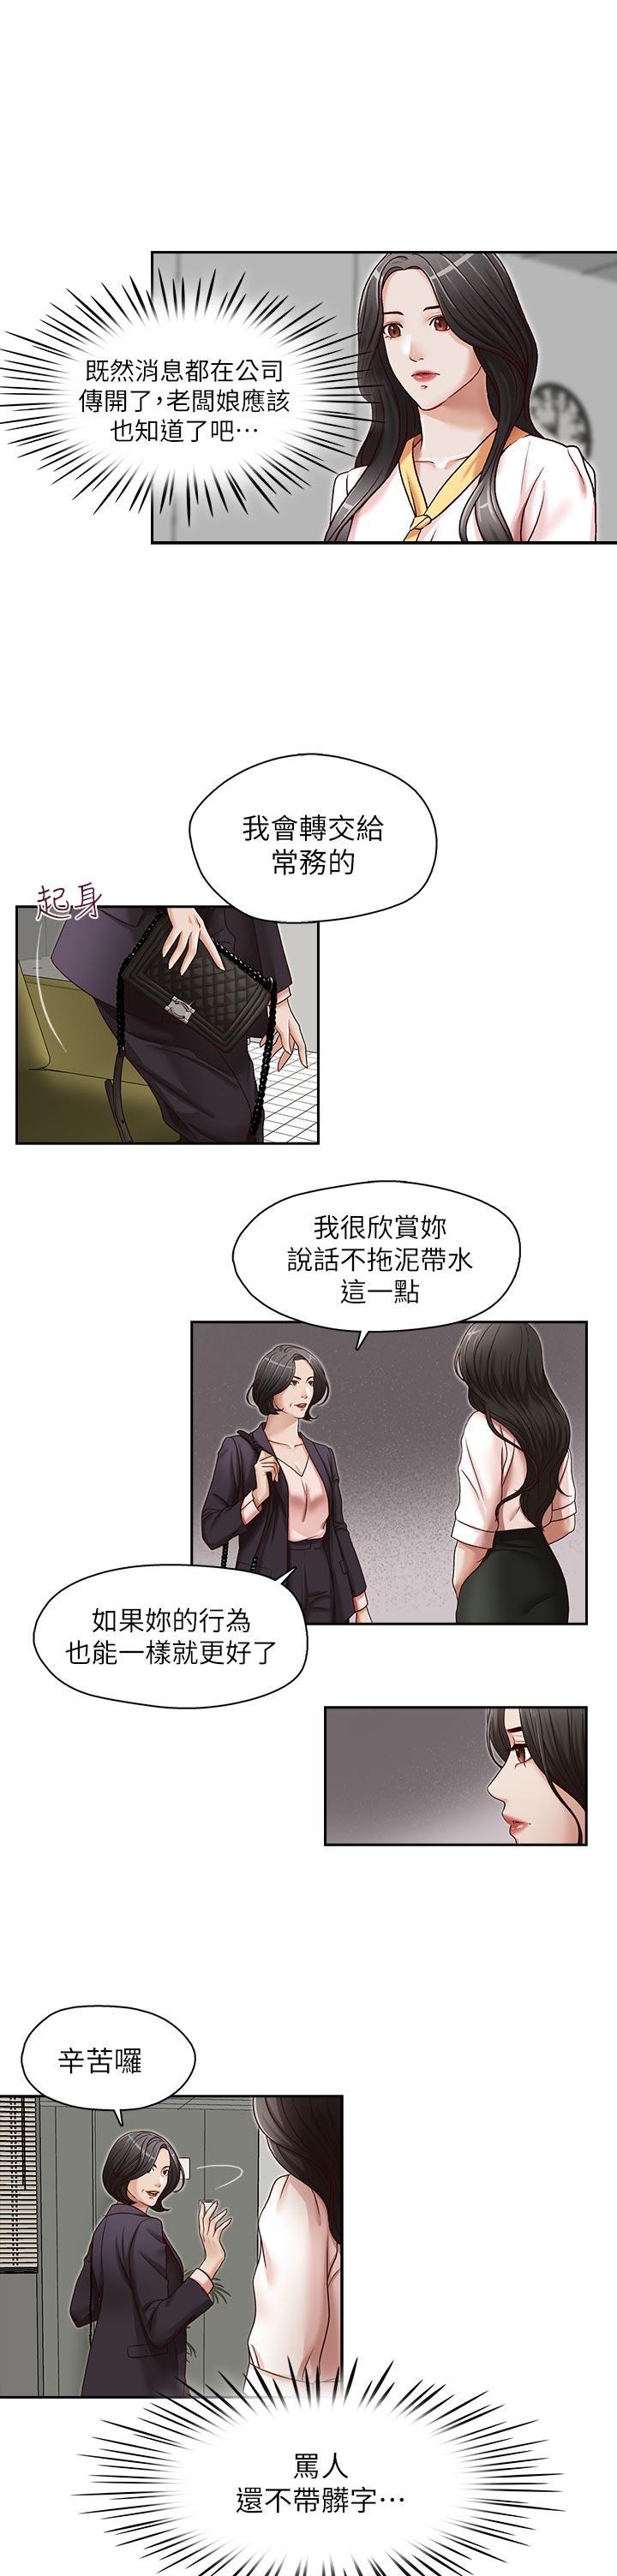 既然消息都在公司
傳開了，老闆娘應該
也知道了吧⋯
我會轉交給
常務的
起身
我很欣賞妳
說話不拖泥帶水
這一點
如果妳的行為
也能一樣就更好了
辛苦囉
罵人
還不帶髒字⋯